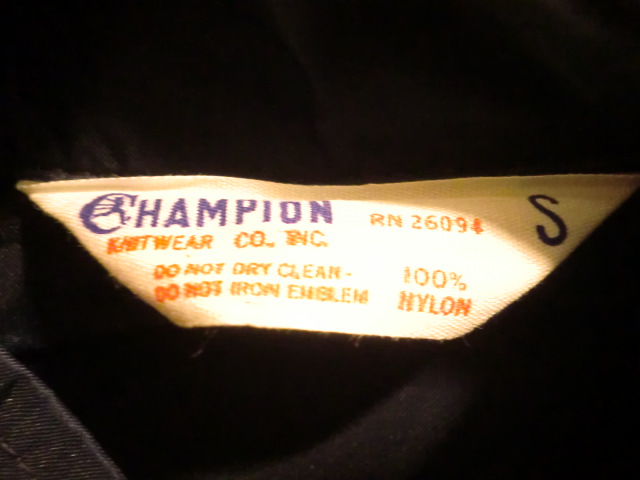 CHAMPION RN 26094 S
KNITWEAR CO., INC.
DO NOT DRY CLEAN - 100%
DO NOT IRON EMBLEM NYLON